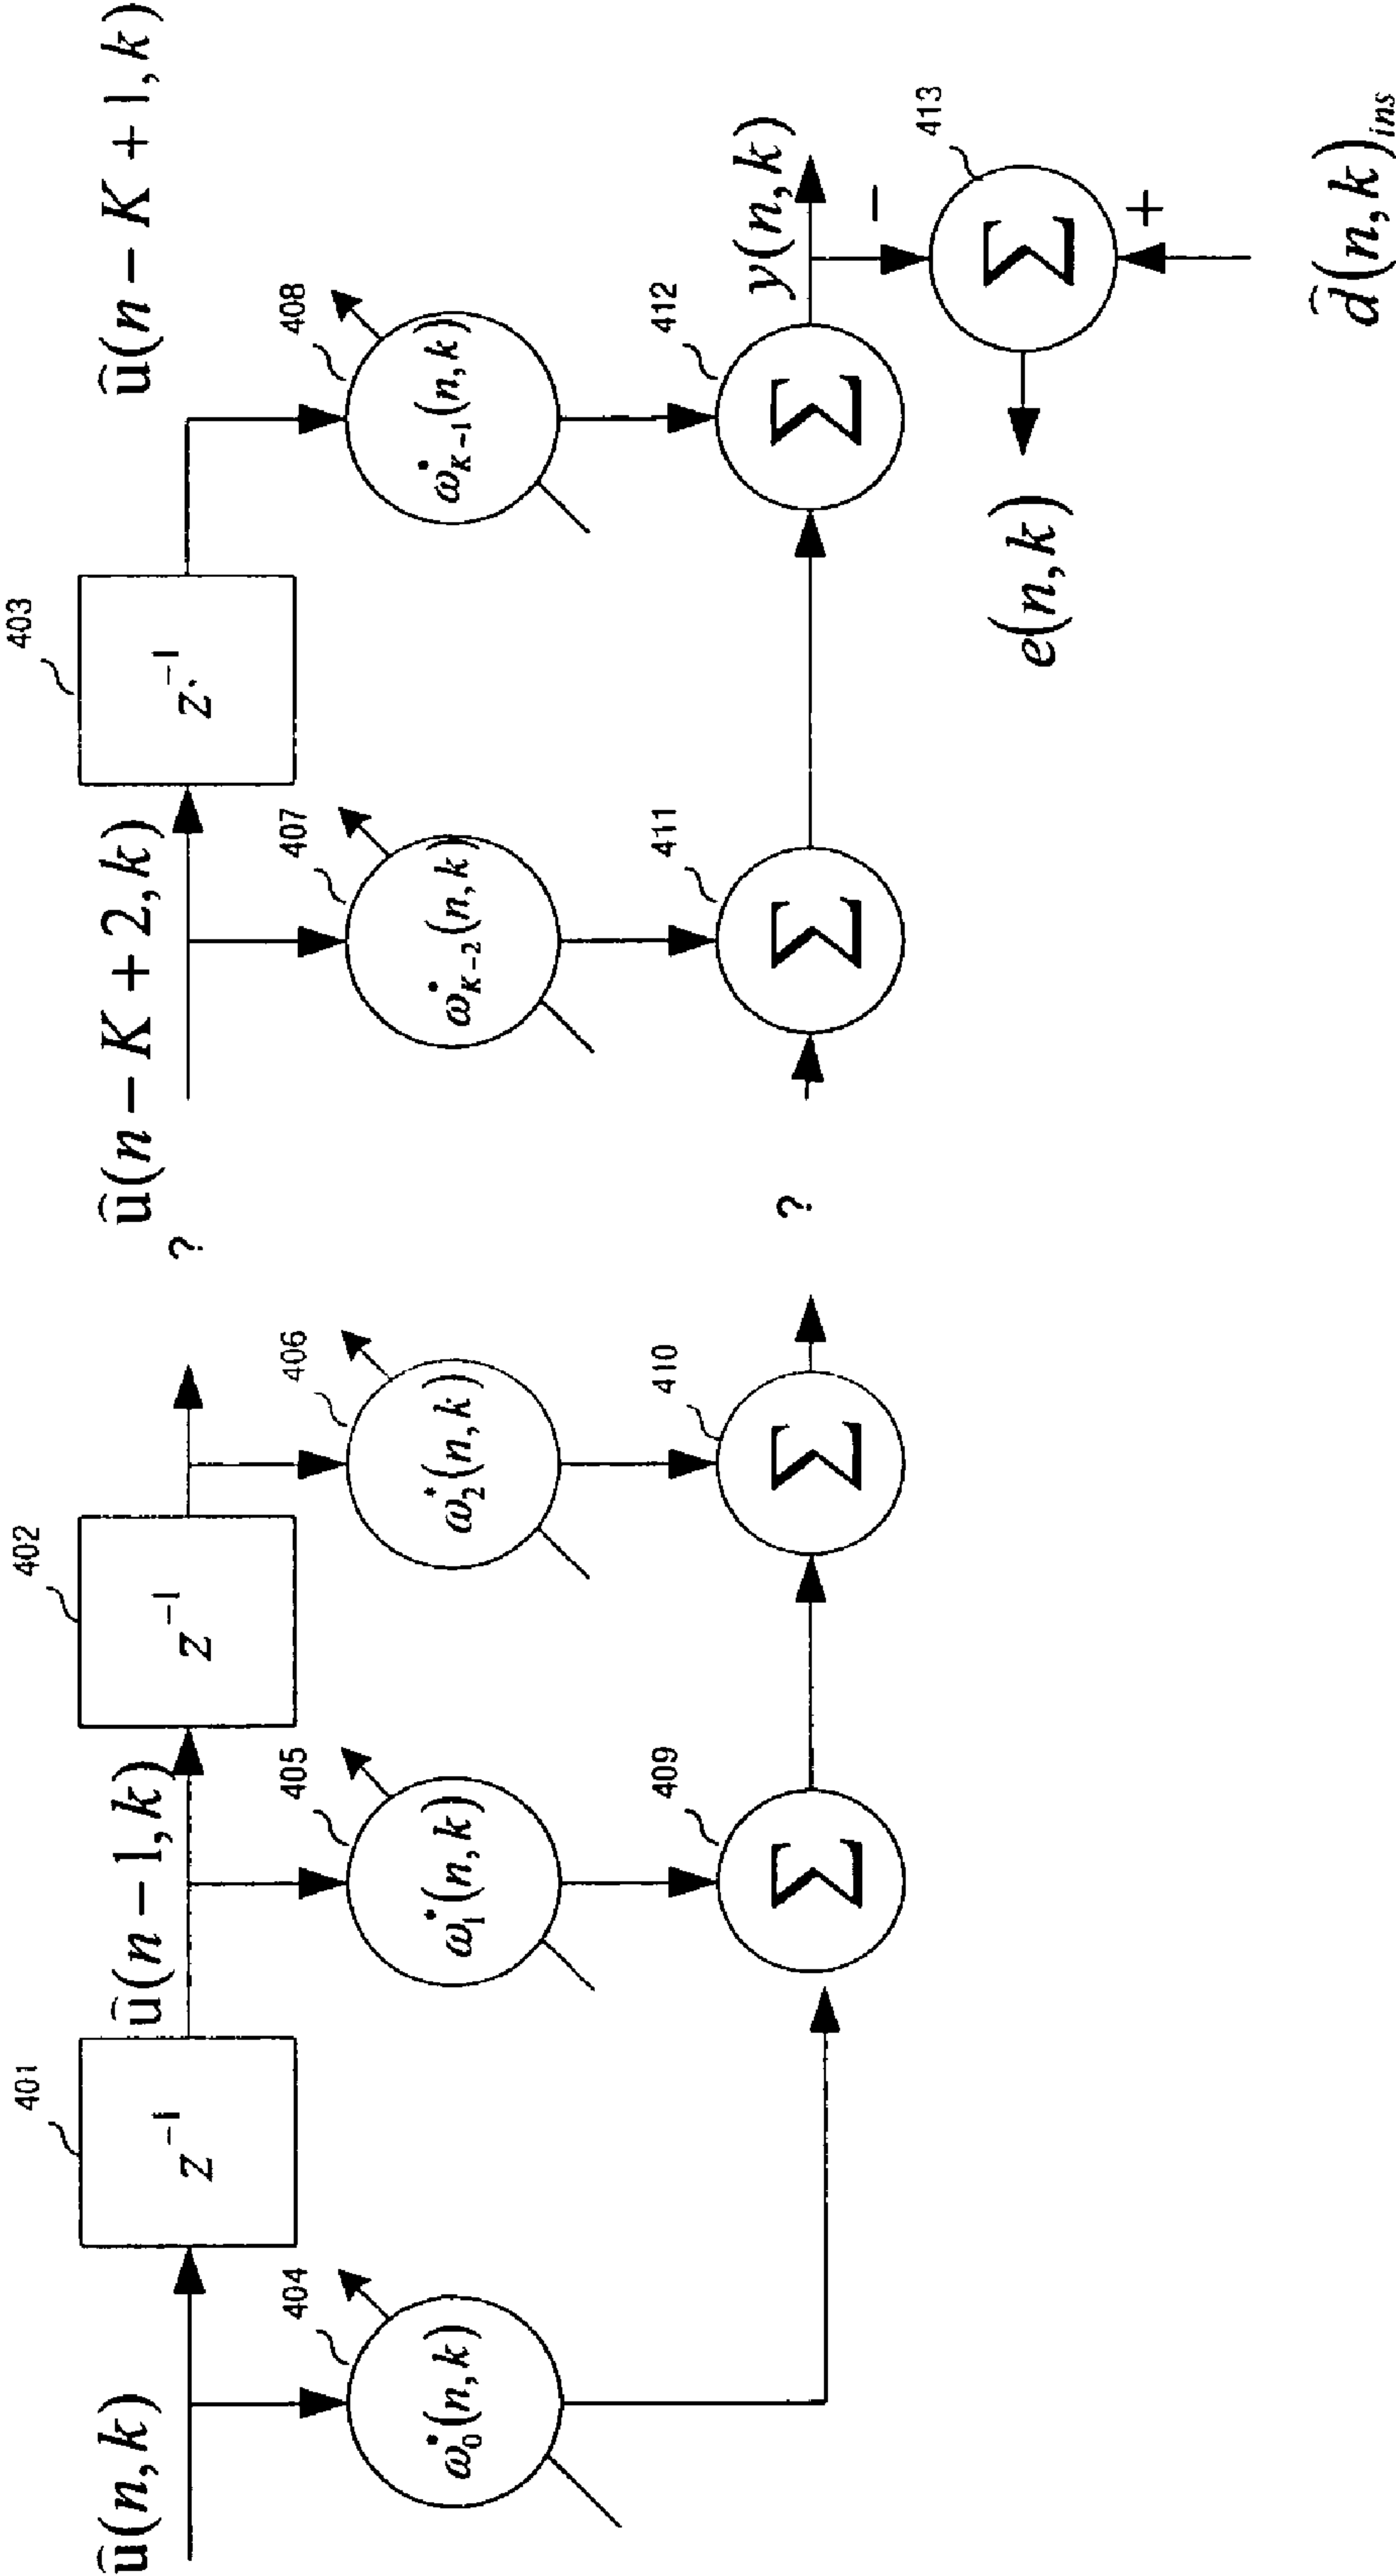 û(n,k)
401
z⁻¹
û(n−1,k)
402
z⁻¹
?
û(n−K+2,k)
403
z⁻¹
û(n−K+1,k)
404
ω₀*(n,k)
405
ω₁*(n,k)
406
ω₂*(n,k)
407
ω*_{K−2}(n,k)
408
ω*_{K−1}(n,k)
409
Σ
410
Σ
?
411
Σ
412
Σ
y(n,k)
−
413
Σ
e(n,k)
+
d̂(n,k)_{ins}